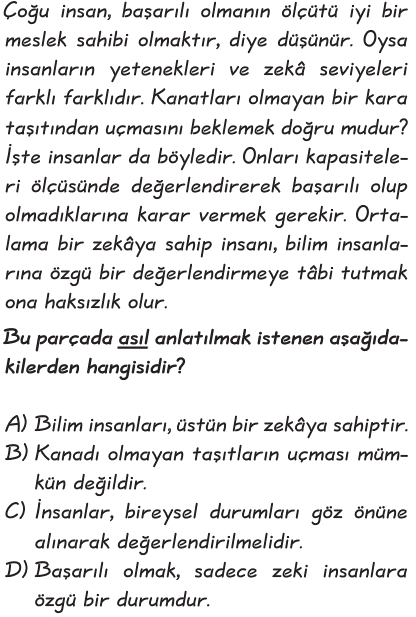 Çoğu insan, başarılı olmanın ölçütü iyi bir
meslek sahibi olmaktır, diye düşünür. Oysa
insanların yetenekleri ve zekâ seviyeleri
farklı farklıdır. Kanatları olmayan bir kara
taşıtından uçmasını beklemek doğru mudur?
İşte insanlar da böyledir. Onları kapasitele-
ri ölçüsünde değerlendirerek başarılı olup
olmadıklarına karar vermek gerekir. Orta-
lama bir zekâya sahip insanı, bilim insanla-
rına özgü bir değerlendirmeye tâbi tutmak
ona haksızlık olur.
Bu parçada asıl anlatılmak istenen aşağıda-
kilerden hangisidir?
A) Bilim insanları, üstün bir zekâya sahiptir.
B) Kanadı olmayan taşıtların uçması müm-
kün değildir.
C) İnsanlar, bireysel durumları göz önüne
alınarak değerlendirilmelidir.
D) Başarılı olmak, sadece zeki insanlara
özgü bir durumdur.